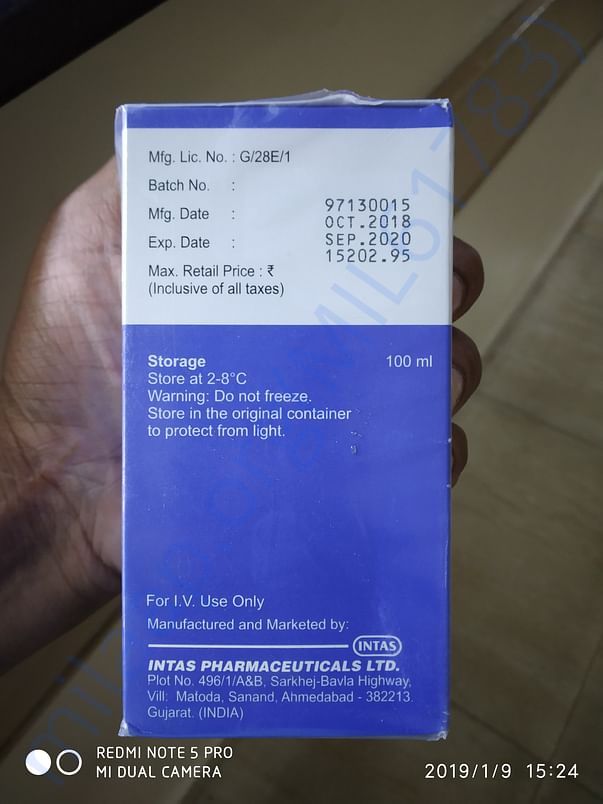 Mfg. Lic. No. : G/28E/1
Batch No. :
97130015
Mfg. Date :
OCT.2018
Exp. Date :
SEP.2020
15202.95
Max. Retail Price : ₹
(Inclusive of all taxes)
Storage
100 ml
Store at 2-8°C
Warning: Do not freeze.
Store in the original container
to protect from light.
For I.V. Use Only
Manufactured and Marketed by:
INTAS
INTAS PHARMACEUTICALS LTD.
Plot No. 496/1/A&B, Sarkhej-Bavla Highway,
Vill: Matoda, Sanand, Ahmedabad - 382213.
Gujarat. (INDIA)
REDMI NOTE 5 PRO
MI DUAL CAMERA
2019/1/9 15:24